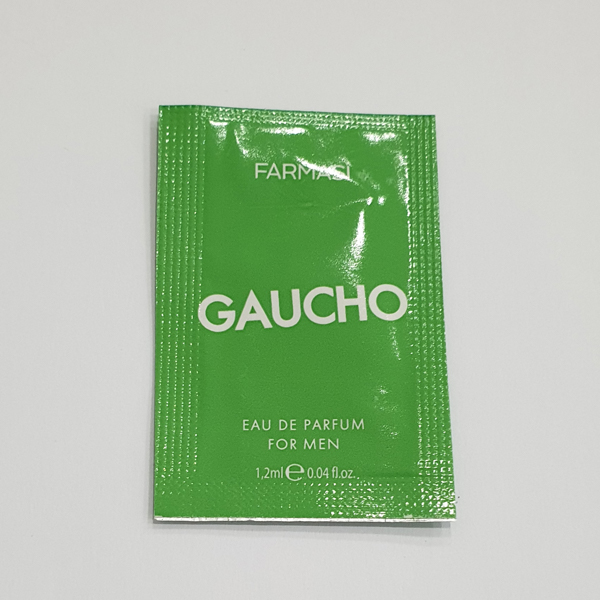 FARMASİ
GAUCHO
EAU DE PARFUM
FOR MEN
1,2ml ℮ 0.04 fl.oz.